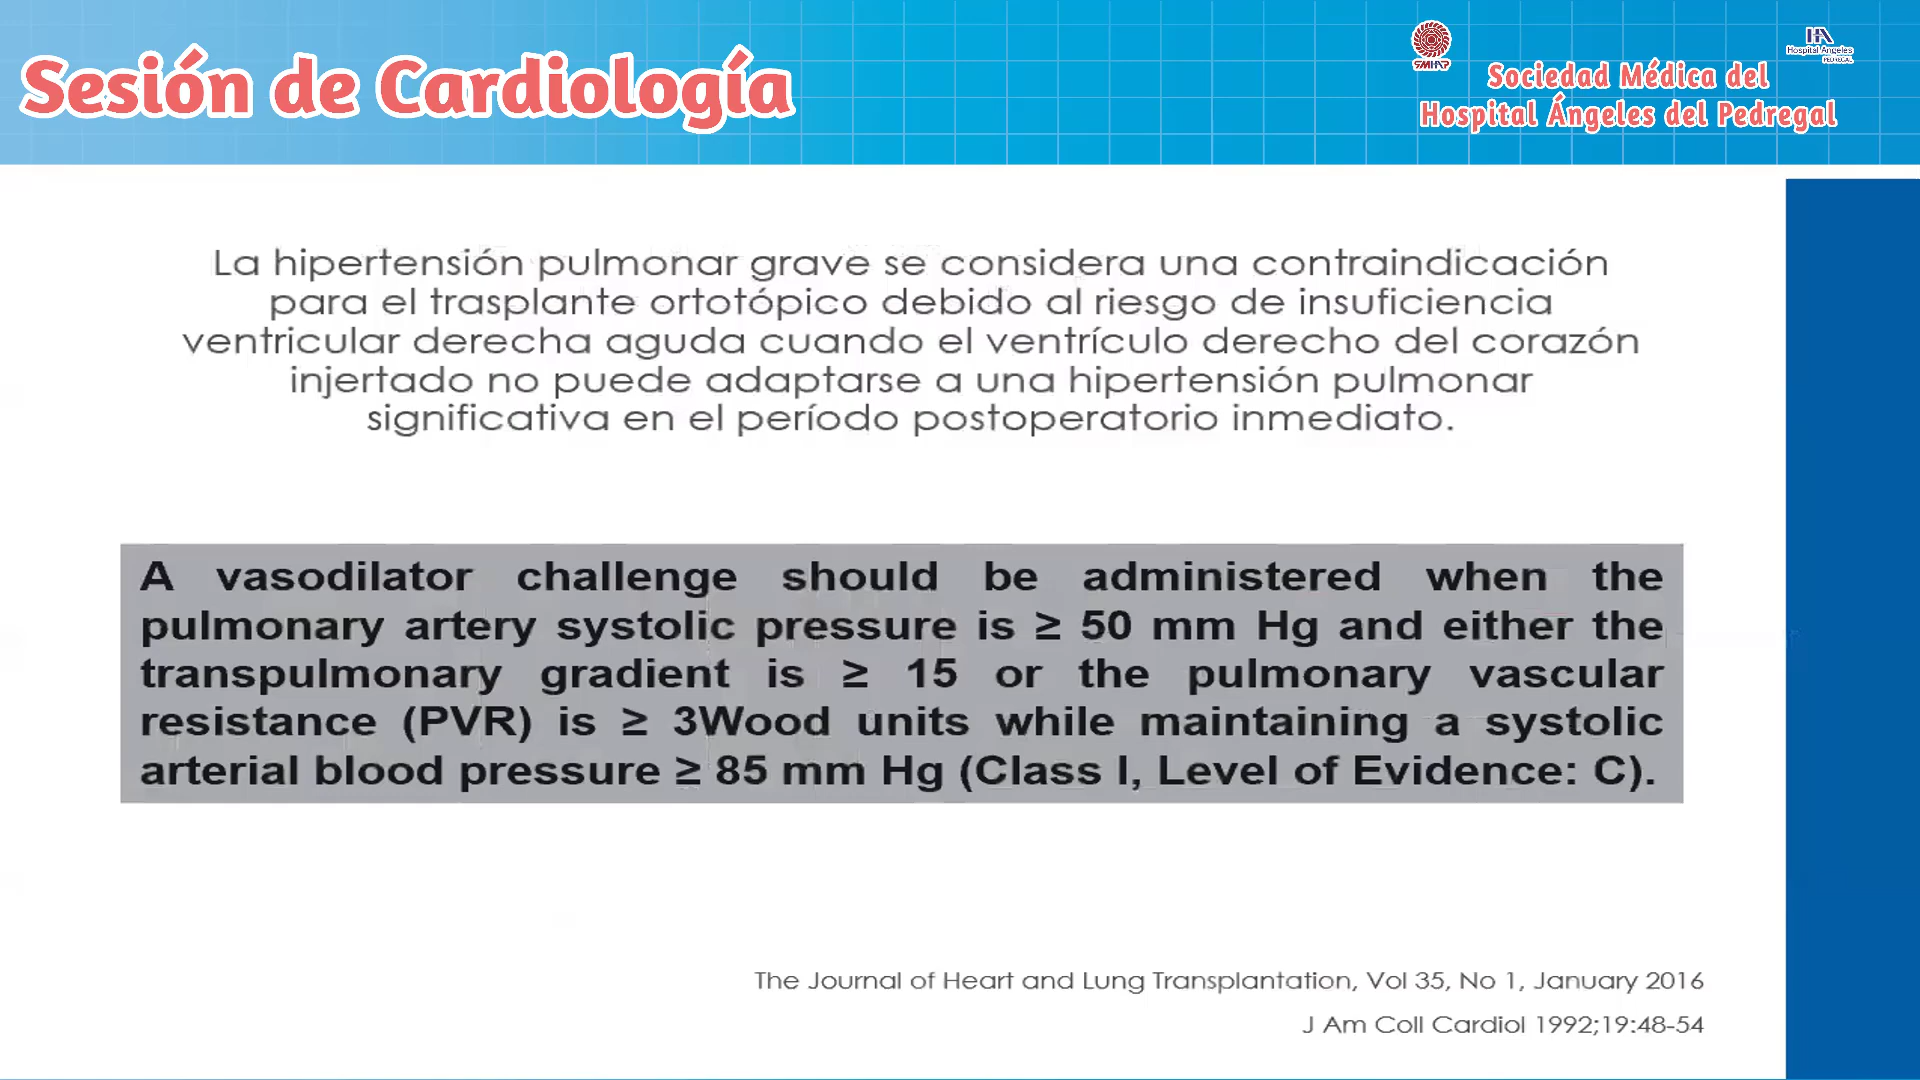 Sesión de Cardiología
SMHAP
HA
Hospital Angeles
PEDREGAL
Sociedad Médica del
Hospital Ángeles del Pedregal
La hipertensión pulmonar grave se considera una contraindicación
para el trasplante ortotópico debido al riesgo de insuficiencia
ventricular derecha aguda cuando el ventrículo derecho del corazón
injertado no puede adaptarse a una hipertensión pulmonar
significativa en el período postoperatorio inmediato.
A vasodilator challenge should be administered when the
pulmonary artery systolic pressure is ≥ 50 mm Hg and either the
transpulmonary gradient is ≥ 15 or the pulmonary vascular
resistance (PVR) is ≥ 3Wood units while maintaining a systolic
arterial blood pressure ≥ 85 mm Hg (Class I, Level of Evidence: C).
The Journal of Heart and Lung Transplantation, Vol 35, No 1, January 2016
J Am Coll Cardiol 1992;19:48-54